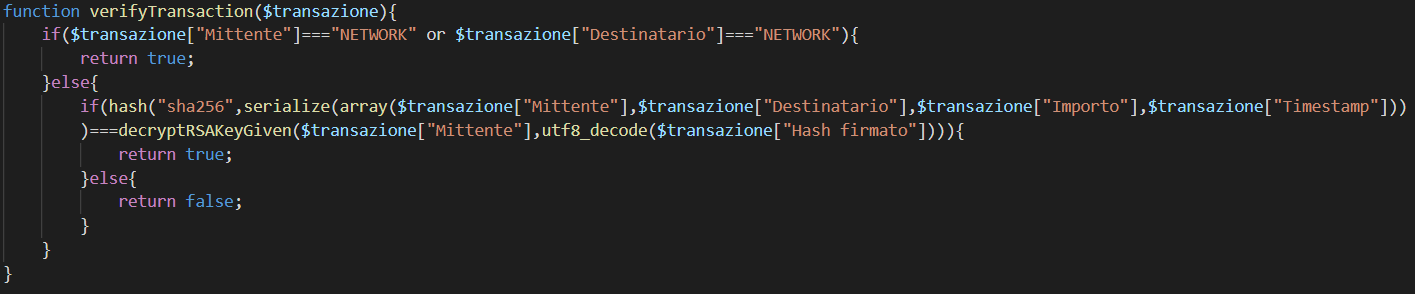 function verifyTransaction($transazione){
if($transazione["Mittente"]==="NETWORK" or $transazione["Destinatario"]==="NETWORK"){
return true;
}else{
if(hash("sha256",serialize(array($transazione["Mittente"],$transazione["Destinatario"],$transazione["Importo"],$transazione["Timestamp"]))
)===decryptRSAKeyGiven($transazione["Mittente"],utf8_decode($transazione["Hash firmato"]))){
return true;
}else{
return false;
}
}
}